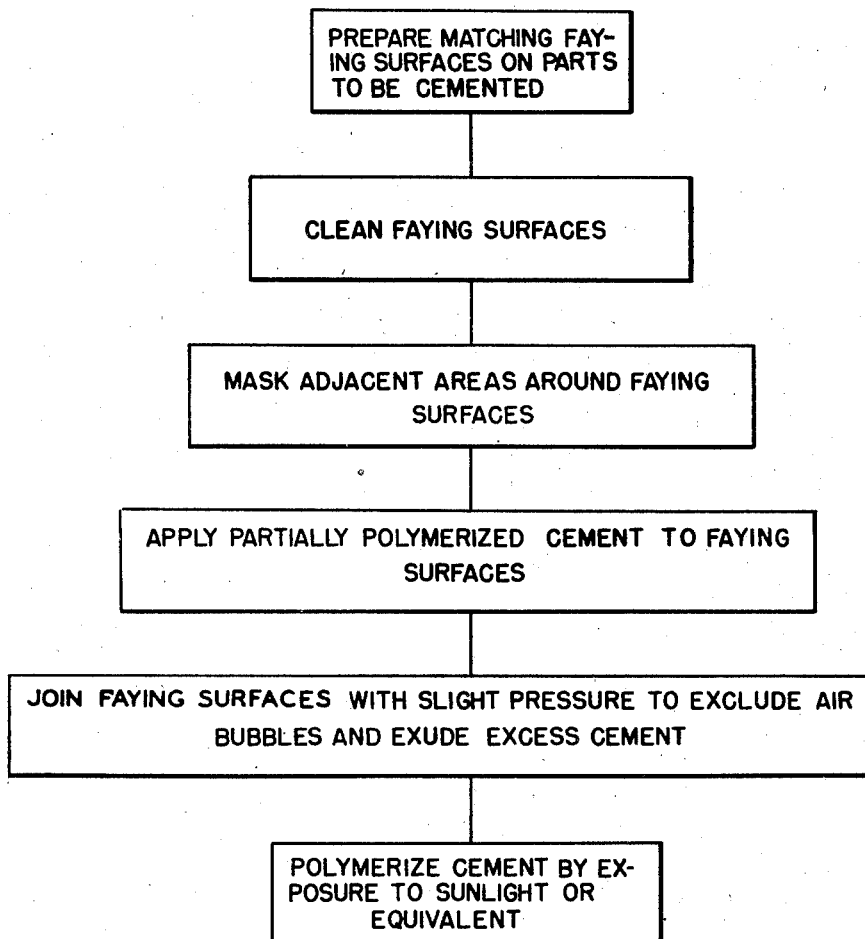 PREPARE MATCHING FAY-
ING SURFACES ON PARTS
TO BE CEMENTED
CLEAN FAYING SURFACES
MASK ADJACENT AREAS AROUND FAYING
SURFACES
APPLY PARTIALLY POLYMERIZED CEMENT TO FAYING
SURFACES
JOIN FAYING SURFACES WITH SLIGHT PRESSURE TO EXCLUDE AIR
BUBBLES AND EXUDE EXCESS CEMENT
POLYMERIZE CEMENT BY EX-
POSURE TO SUNLIGHT OR
EQUIVALENT